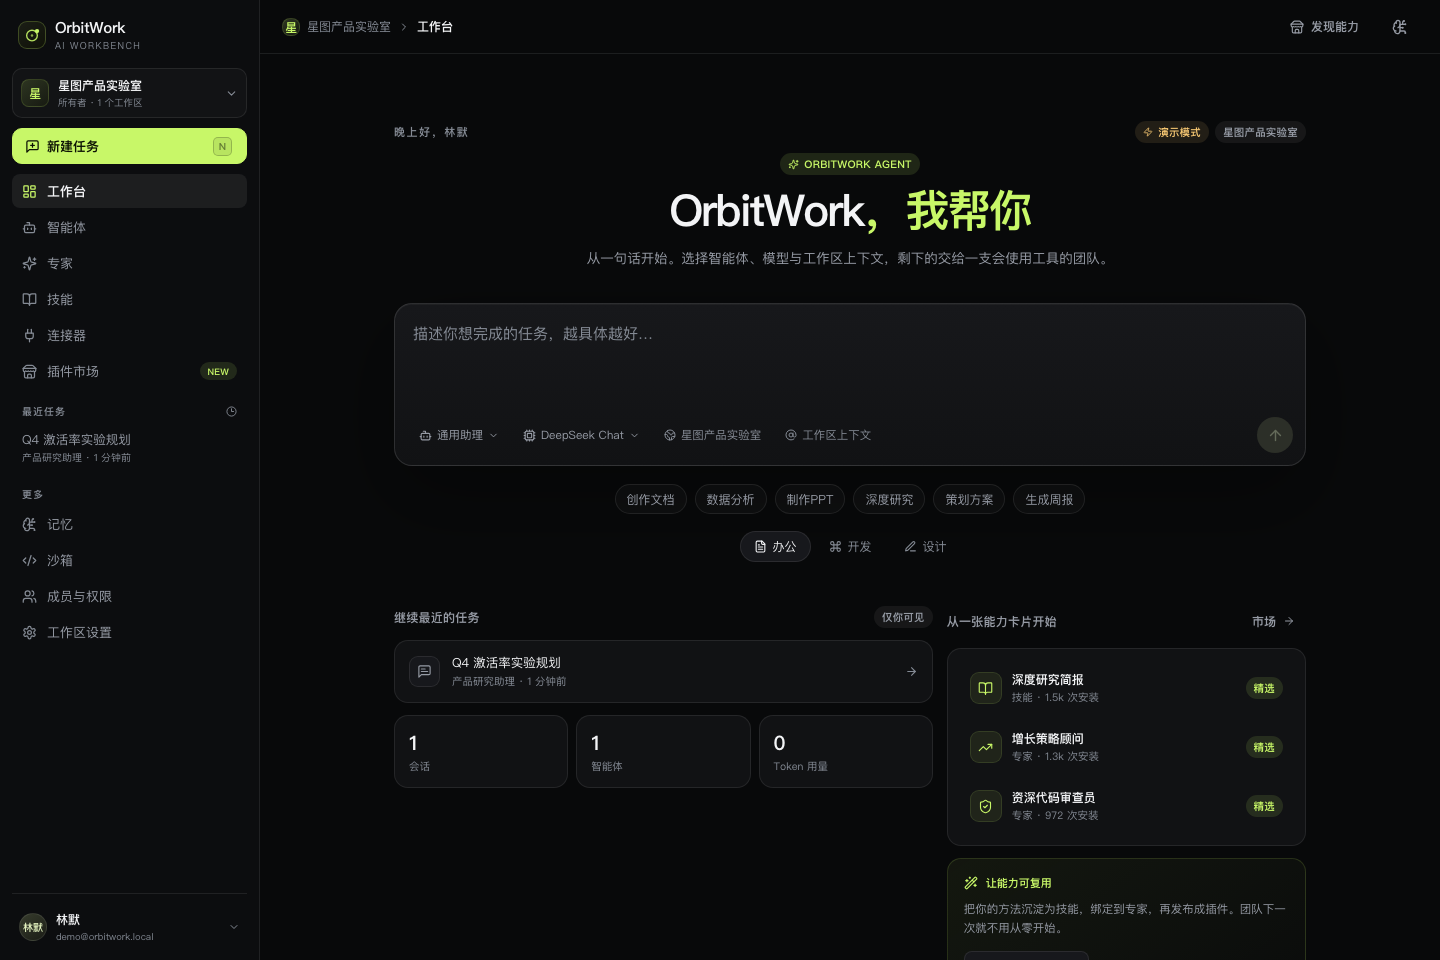 OrbitWork
AI WORKBENCH
星
星图产品实验室
所有者 · 1 个工作区
新建任务
N
工作台
智能体
专家
技能
连接器
插件市场
NEW
最近任务
Q4 激活率实验规划
产品研究助理 · 1 分钟前
更多
记忆
沙箱
成员与权限
工作区设置
林默
林默
demo@orbitwork.local
星
星图产品实验室
工作台
发现能力
晚上好，林默
演示模式
星图产品实验室
ORBITWORK AGENT
OrbitWork，我帮你
从一句话开始。选择智能体、模型与工作区上下文，剩下的交给一支会使用工具的团队。
描述你想完成的任务，越具体越好...
通用助理
DeepSeek Chat
星图产品实验室
工作区上下文
创作文档
数据分析
制作PPT
深度研究
策划方案
生成周报
办公
开发
设计
继续最近的任务
仅你可见
Q4 激活率实验规划
产品研究助理 · 1 分钟前
1
会话
1
智能体
0
Token 用量
从一张能力卡片开始
市场
深度研究简报
技能 · 1.5k 次安装
精选
增长策略顾问
专家 · 1.3k 次安装
精选
资深代码审查员
专家 · 972 次安装
精选
让能力可复用
把你的方法沉淀为技能，绑定到专家，再发布成插件。团队下一
次就不用从零开始。